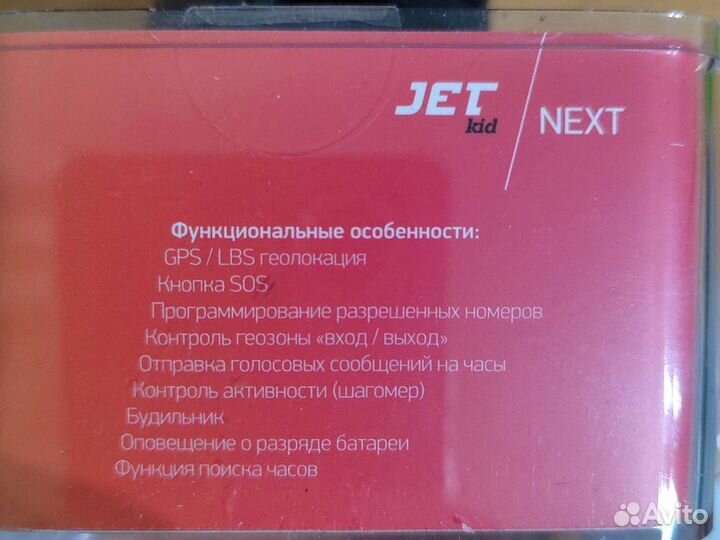 JET
kid
NEXT
Функциональные особенности:
GPS / LBS геолокация
Кнопка SOS
Программирование разрешенных номеров
Контроль геозоны «вход / выход»
Отправка голосовых сообщений на часы
Контроль активности (шагомер)
Будильник
Оповещение о разряде батареи
Функция поиска часов
Avito